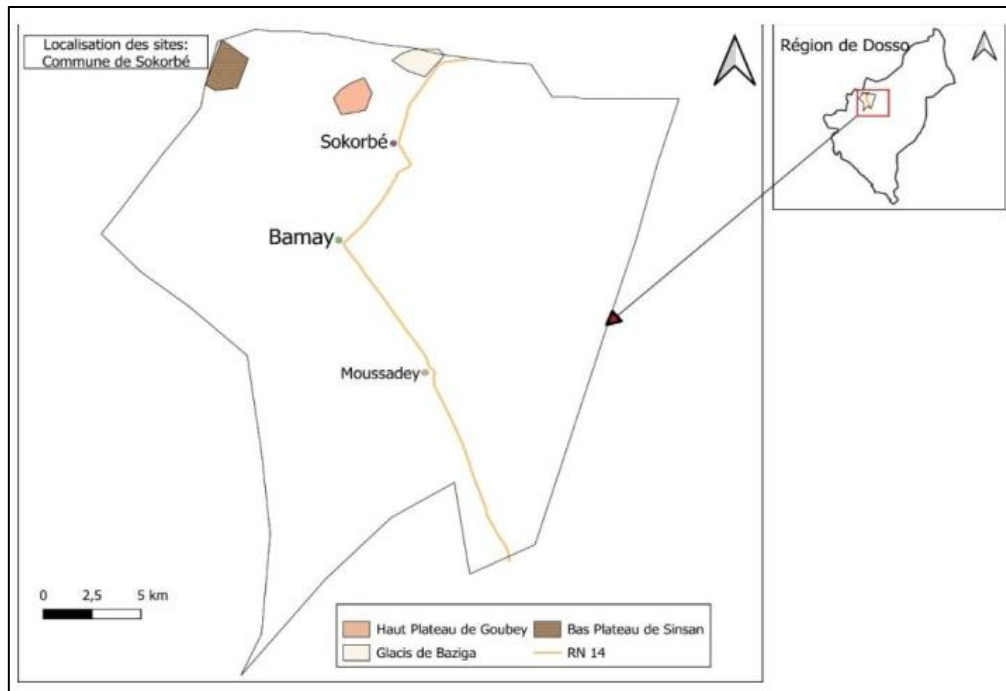 Localisation des sites:
Commune de Sokorbé
Région de Dosso
Sokorbé
Bamay
Moussadey
0 2,5 5 km
Haut Plateau de Goubey
Bas Plateau de Sinsan
Glacis de Baziga
RN 14